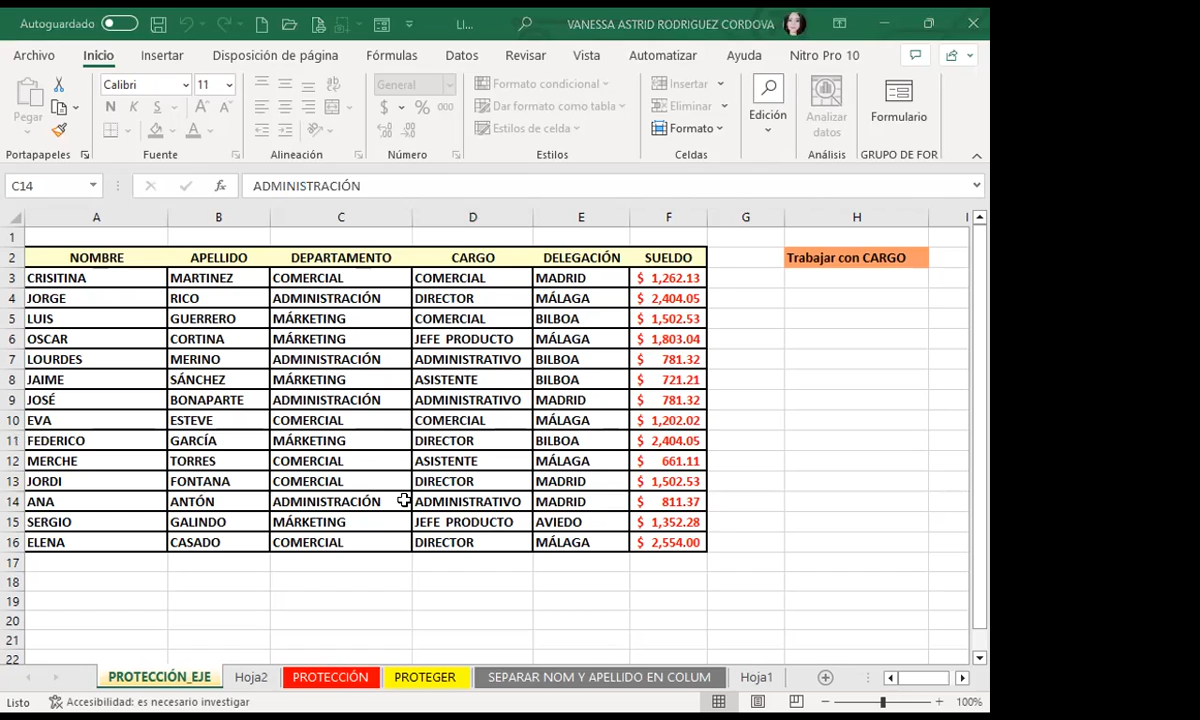 Autoguardado LI... VANESSA ASTRID RODRIGUEZ CORDOVA
Archivo Inicio Insertar Disposición de página Fórmulas Datos Revisar Vista Automatizar Ayuda Nitro Pro 10
Pegar Calibri 11 General Formato condicional Insertar
N K S A A $ % 000 Dar formato como tabla Eliminar Edición Analizar datos Formulario
A Estilos de celda Formato
Portapapeles Fuente Alineación Número Estilos Celdas Análisis GRUPO DE FOR
C14 fx ADMINISTRACIÓN
A B C D E F G H I
1
2 NOMBRE APELLIDO DEPARTAMENTO CARGO DELEGACIÓN SUELDO Trabajar con CARGO
3 CRISITINA MARTINEZ COMERCIAL COMERCIAL MADRID $ 1,262.13
4 JORGE RICO ADMINISTRACIÓN DIRECTOR MÁLAGA $ 2,404.05
5 LUIS GUERRERO MÁRKETING COMERCIAL BILBOA $ 1,502.53
6 OSCAR CORTINA MÁRKETING JEFE PRODUCTO MÁLAGA $ 1,803.04
7 LOURDES MERINO ADMINISTRACIÓN ADMINISTRATIVO BILBOA $ 781.32
8 JAIME SÁNCHEZ MÁRKETING ASISTENTE BILBOA $ 721.21
9 JOSÉ BONAPARTE ADMINISTRACIÓN ADMINISTRATIVO MADRID $ 781.32
10 EVA ESTEVE COMERCIAL COMERCIAL MÁLAGA $ 1,202.02
11 FEDERICO GARCÍA MÁRKETING DIRECTOR BILBOA $ 2,404.05
12 MERCHE TORRES COMERCIAL ASISTENTE MÁLAGA $ 661.11
13 JORDI FONTANA COMERCIAL DIRECTOR MADRID $ 1,502.53
14 ANA ANTÓN ADMINISTRACIÓN ADMINISTRATIVO MADRID $ 811.37
15 SERGIO GALINDO MÁRKETING JEFE PRODUCTO AVIEDO $ 1,352.28
16 ELENA CASADO COMERCIAL DIRECTOR MÁLAGA $ 2,554.00
17
18
19
20
21
22
PROTECCIÓN_EJE Hoja2 PROTECCIÓN PROTEGER SEPARAR NOM Y APELLIDO EN COLUM Hoja1
Listo Accesibilidad: es necesario investigar 100%